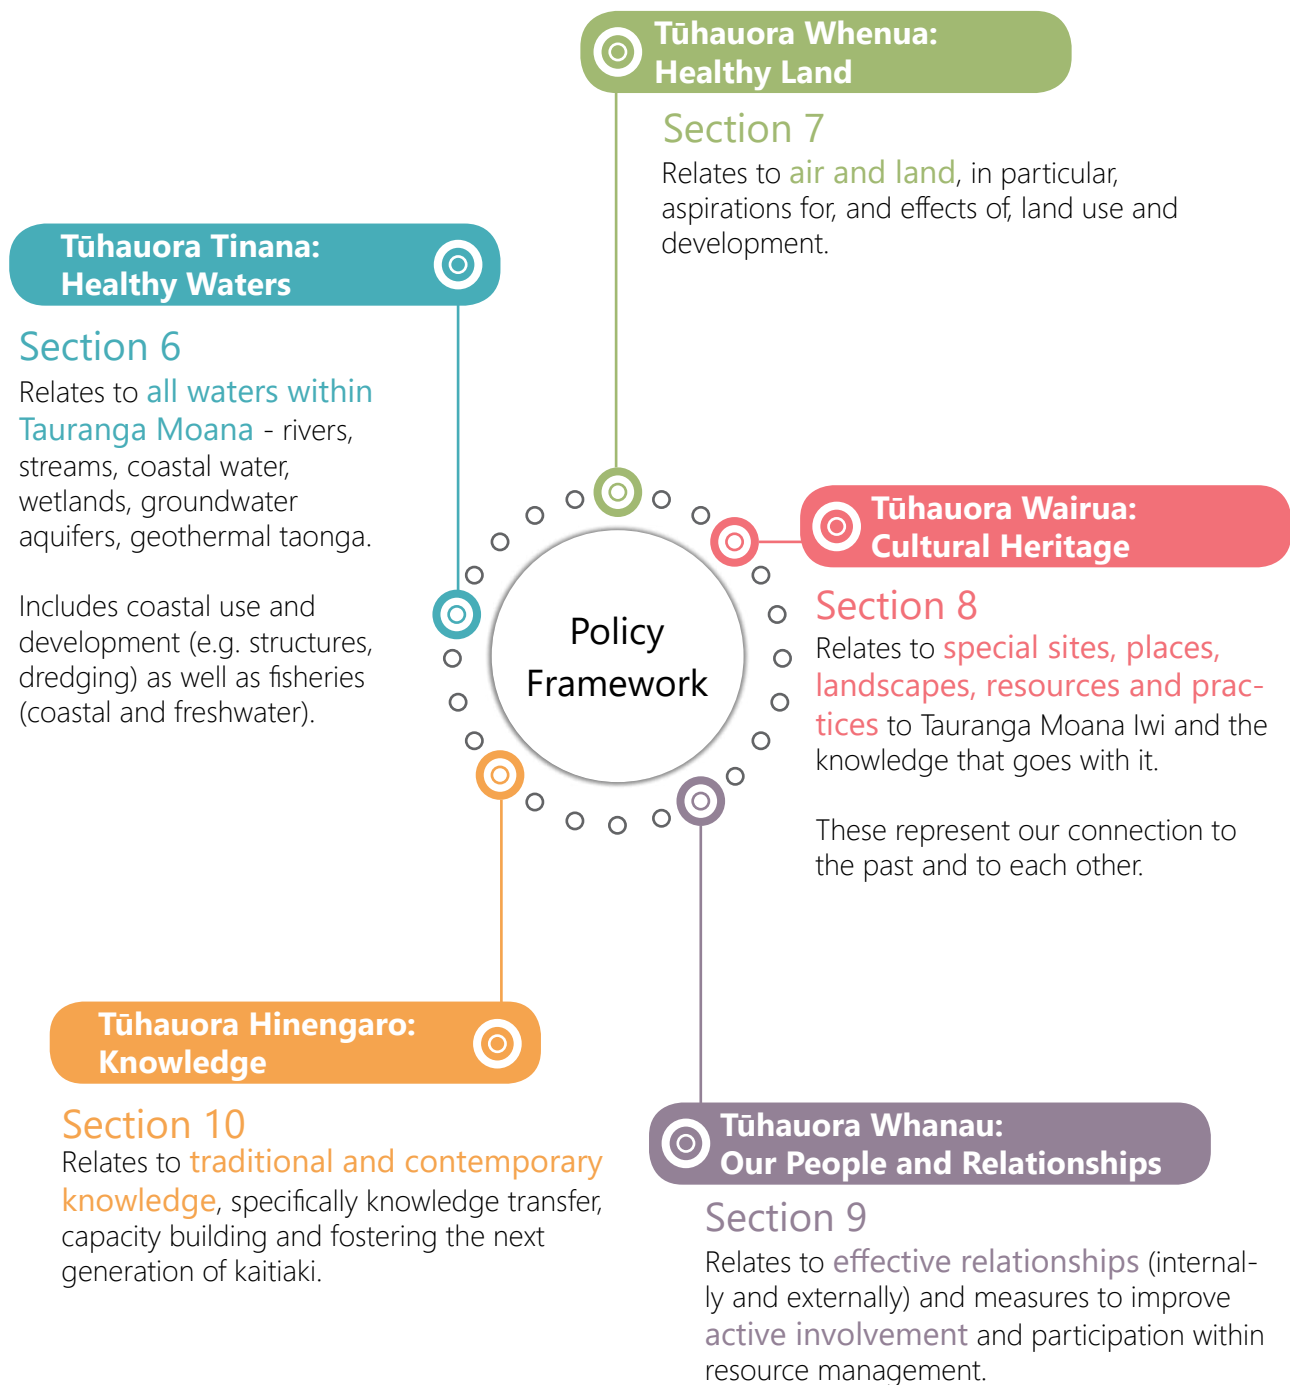 Tūhauora Whenua:
Healthy Land
Section 7
Relates to air and land, in particular,
aspirations for, and effects of, land use and
development.
Tūhauora Tinana:
Healthy Waters
Section 6
Relates to all waters within
Tauranga Moana - rivers,
streams, coastal water,
wetlands, groundwater
aquifers, geothermal taonga.
Includes coastal use and
development (e.g. structures,
dredging) as well as fisheries
(coastal and freshwater).
Policy
Framework
Tūhauora Wairua:
Cultural Heritage
Section 8
Relates to special sites, places,
landscapes, resources and prac-
tices to Tauranga Moana Iwi and the
knowledge that goes with it.
These represent our connection to
the past and to each other.
Tūhauora Hinengaro:
Knowledge
Section 10
Relates to traditional and contemporary
knowledge, specifically knowledge transfer,
capacity building and fostering the next
generation of kaitiaki.
Tūhauora Whanau:
Our People and Relationships
Section 9
Relates to effective relationships (internal-
ly and externally) and measures to improve
active involvement and participation within
resource management.